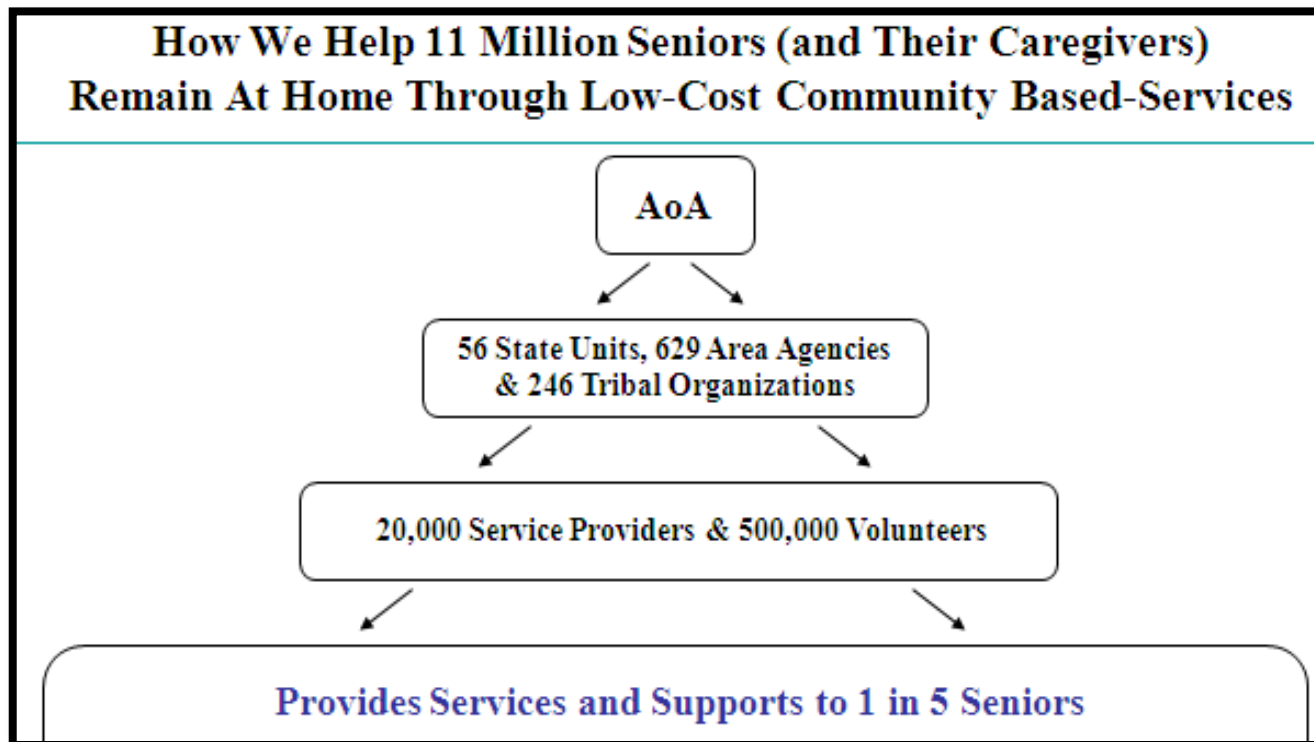 How We Help 11 Million Seniors (and Their Caregivers)
Remain At Home Through Low-Cost Community Based-Services
AoA
56 State Units, 629 Area Agencies
& 246 Tribal Organizations
20,000 Service Providers & 500,000 Volunteers
Provides Services and Supports to 1 in 5 Seniors